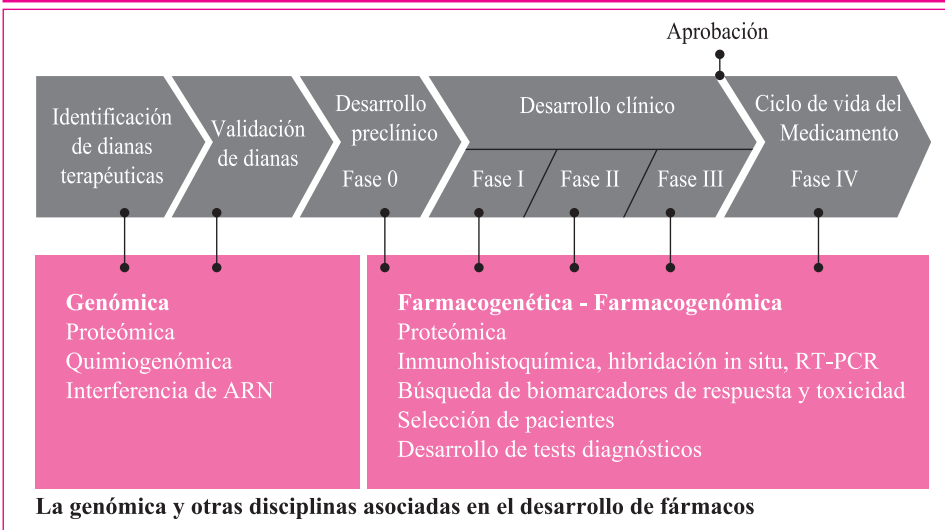 Aprobación
Identificación
de dianas
terapéuticas
Validación
de dianas
Desarrollo
preclínico
Fase 0
Desarrollo clínico
Fase I
Fase II
Fase III
Ciclo de vida del
Medicamento
Fase IV
Genómica
Proteómica
Quimiogenómica
Interferencia de ARN
Farmacogenética - Farmacogenómica
Proteómica
Inmunohistoquímica, hibridación in situ, RT-PCR
Búsqueda de biomarcadores de respuesta y toxicidad
Selección de pacientes
Desarrollo de tests diagnósticos
La genómica y otras disciplinas asociadas en el desarrollo de fármacos